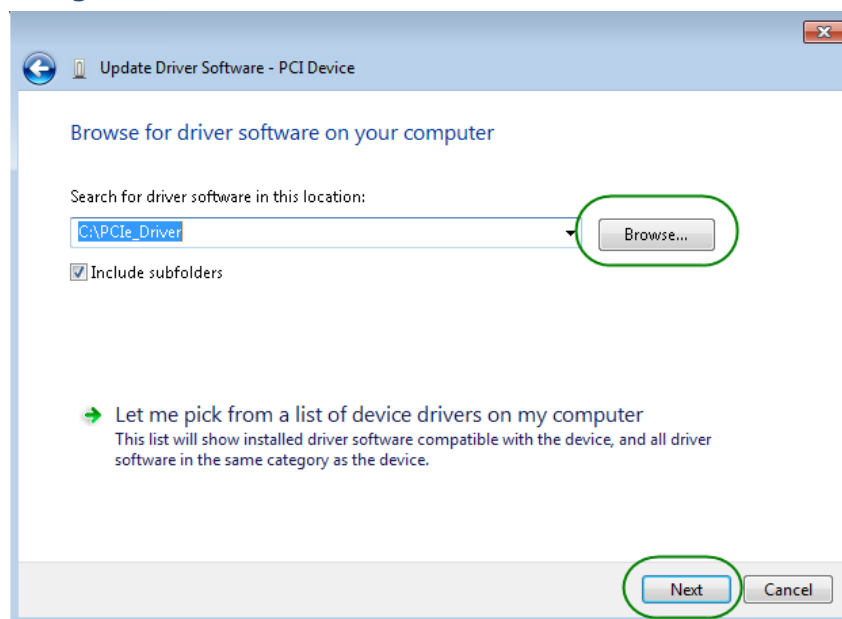 Update Driver Software - PCI Device
Browse for driver software on your computer
Search for driver software in this location:
C:\PCIe_Driver
Browse...
Include subfolders
Let me pick from a list of device drivers on my computer
This list will show installed driver software compatible with the device, and all driver
software in the same category as the device.
Next
Cancel